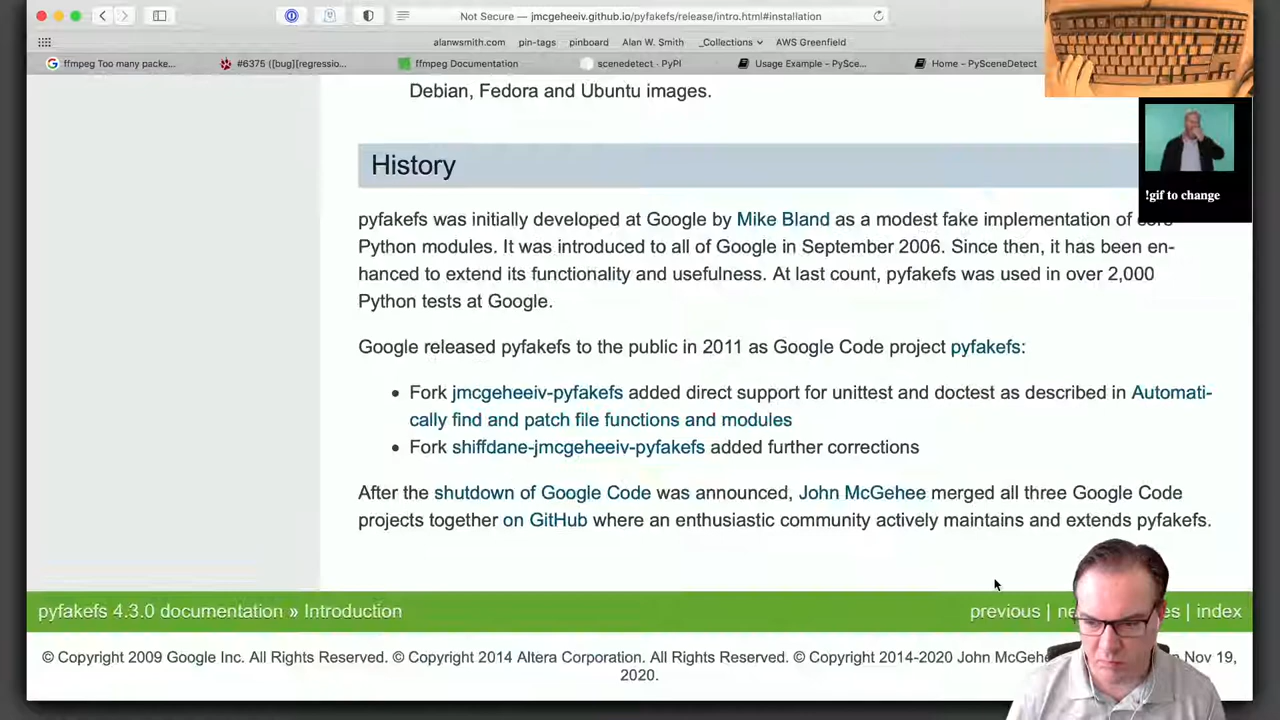 Not Secure — jmcgeheeiv.github.io/pyfakefs/release/intro.html#installation
alanwsmith.com pin-tags pinboard Alan W. Smith _Collections AWS Greenfield
ffmpeg Too many packe... #6375 ([bug][regressio... ffmpeg Documentation scenedetect · PyPI Usage Example – PySce... Home – PySceneDetect
Debian, Fedora and Ubuntu images.
!gif to change
History
pyfakefs was initially developed at Google by Mike Bland as a modest fake implementation of core
Python modules. It was introduced to all of Google in September 2006. Since then, it has been en-
hanced to extend its functionality and usefulness. At last count, pyfakefs was used in over 2,000
Python tests at Google.
Google released pyfakefs to the public in 2011 as Google Code project pyfakefs:
• Fork jmcgeheeiv-pyfakefs added direct support for unittest and doctest as described in Automati-
cally find and patch file functions and modules
• Fork shiffdane-jmcgeheeiv-pyfakefs added further corrections
After the shutdown of Google Code was announced, John McGehee merged all three Google Code
projects together on GitHub where an enthusiastic community actively maintains and extends pyfakefs.
pyfakefs 4.3.0 documentation » Introduction
previous | | index
© Copyright 2009 Google Inc. All Rights Reserved. © Copyright 2014 Altera Corporation. All Rights Reserved. © Copyright 2014-2020 John Nov 19,
2020.